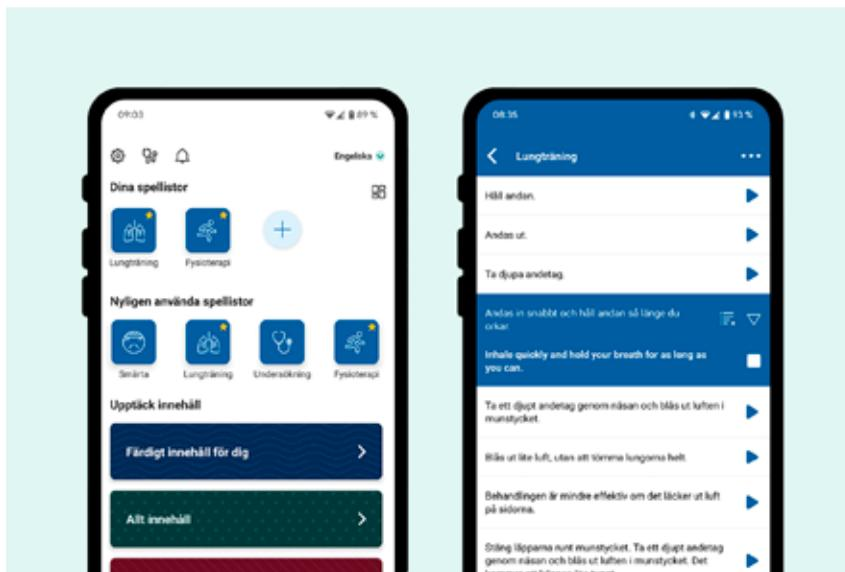 09:03
89 %
Engelska
Dina spellistor
Lungträning
Fysioterapi
Nyligen använda spellistor
Smärta
Lungträning
Undersökning
Fysioterapi
Upptäck innehåll
Färdigt innehåll för dig
Allt innehåll
08:35
93 %
Lungträning
Håll andan.
Andas ut.
Ta djupa andetag.
Andas in snabbt och håll andan så länge du
orkar.
Inhale quickly and hold your breath for as long as
you can.
Ta ett djupt andetag genom näsan och blås ut luften i
munstycket.
Blås ut lite luft, utan att tömma lungorna helt.
Behandlingen är mindre effektiv om det läcker ut luft
på sidorna.
Stäng läpparna runt munstycket. Ta ett djupt andetag
genom näsan och blås ut luften i munstycket. Det